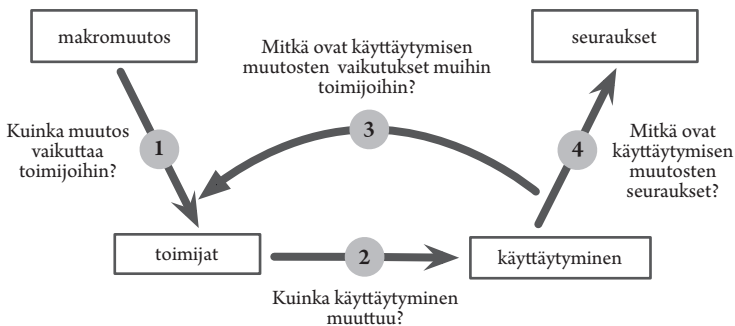 makromuutos
Mitkä ovat käyttäytymisen
muutosten vaikutukset muihin
toimijoihin?
seuraukset
Kuinka muutos
vaikuttaa
toimijoihin?
1
3
4
Mitkä ovat
käyttäytymisen
muutosten
seuraukset?
toimijat
2
käyttäytyminen
Kuinka käyttäytyminen
muuttuu?